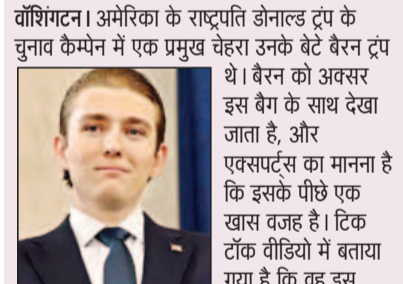 वॉशिंगटन। अमेरिका के राष्ट्रपति डोनाल्ड ट्रंप के
चुनाव कैम्पेन में एक प्रमुख चेहरा उनके बेटे बैरन ट्रंप
थे। बैरन को अक्सर
इस बैग के साथ देखा
जाता है, और
एक्सपर्ट्स का मानना है
कि इसके पीछे एक
खास वजह है। टिक
टॉक वीडियो में बताया
गया है कि वह इस